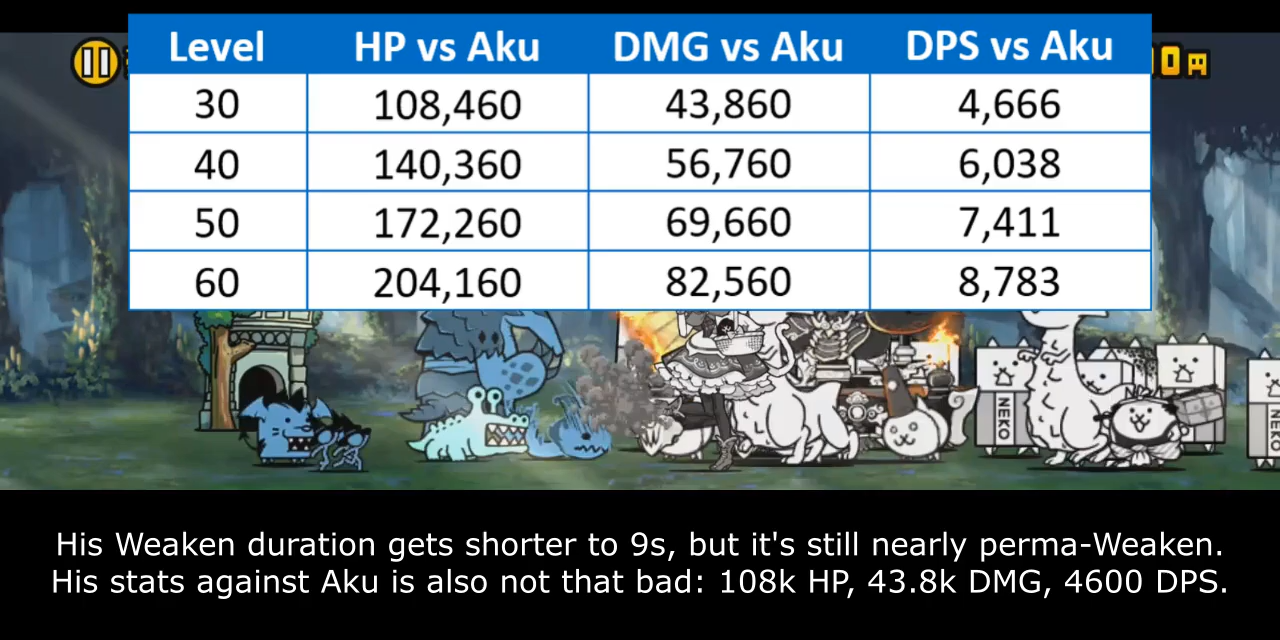 Level HP vs Aku DMG vs Aku DPS vs Aku
0円
30 108,460 43,860 4,666
40 140,360 56,760 6,038
50 172,260 69,660 7,411
60 204,160 82,560 8,783
NEKO
NEKO
His Weaken duration gets shorter to 9s, but it's still nearly perma-Weaken.
His stats against Aku is also not that bad: 108k HP, 43.8k DMG, 4600 DPS.